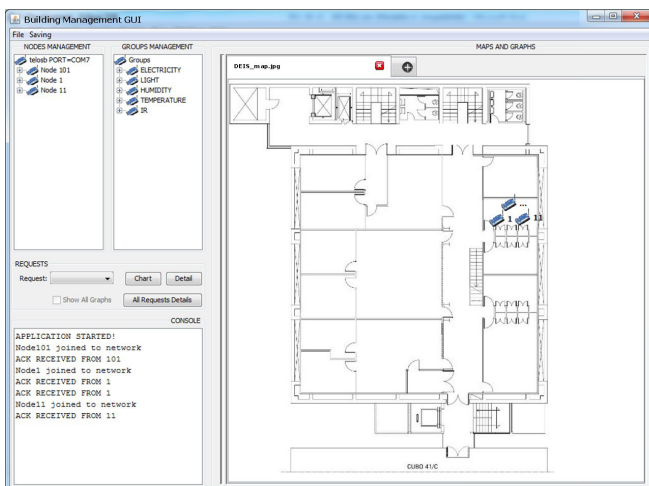 Building Management GUI
File Saving
NODES MANAGEMENT
telosb PORT=COM7
Node 101
Node 1
Node 11
GROUPS MANAGEMENT
Groups
ELECTRICITY
LIGHT
HUMIDITY
TEMPERATURE
IR
MAPS AND GRAPHS
DEIS_map.jpg
...
1
11
CUBO 41/C
REQUESTS
Request:
Chart
Detail
Show All Graphs
All Requests Details
CONSOLE
APPLICATION STARTED!
Node101 joined to network
ACK RECEIVED FROM 101
Node1 joined to network
ACK RECEIVED FROM 1
ACK RECEIVED FROM 1
Node11 joined to network
ACK RECEIVED FROM 11